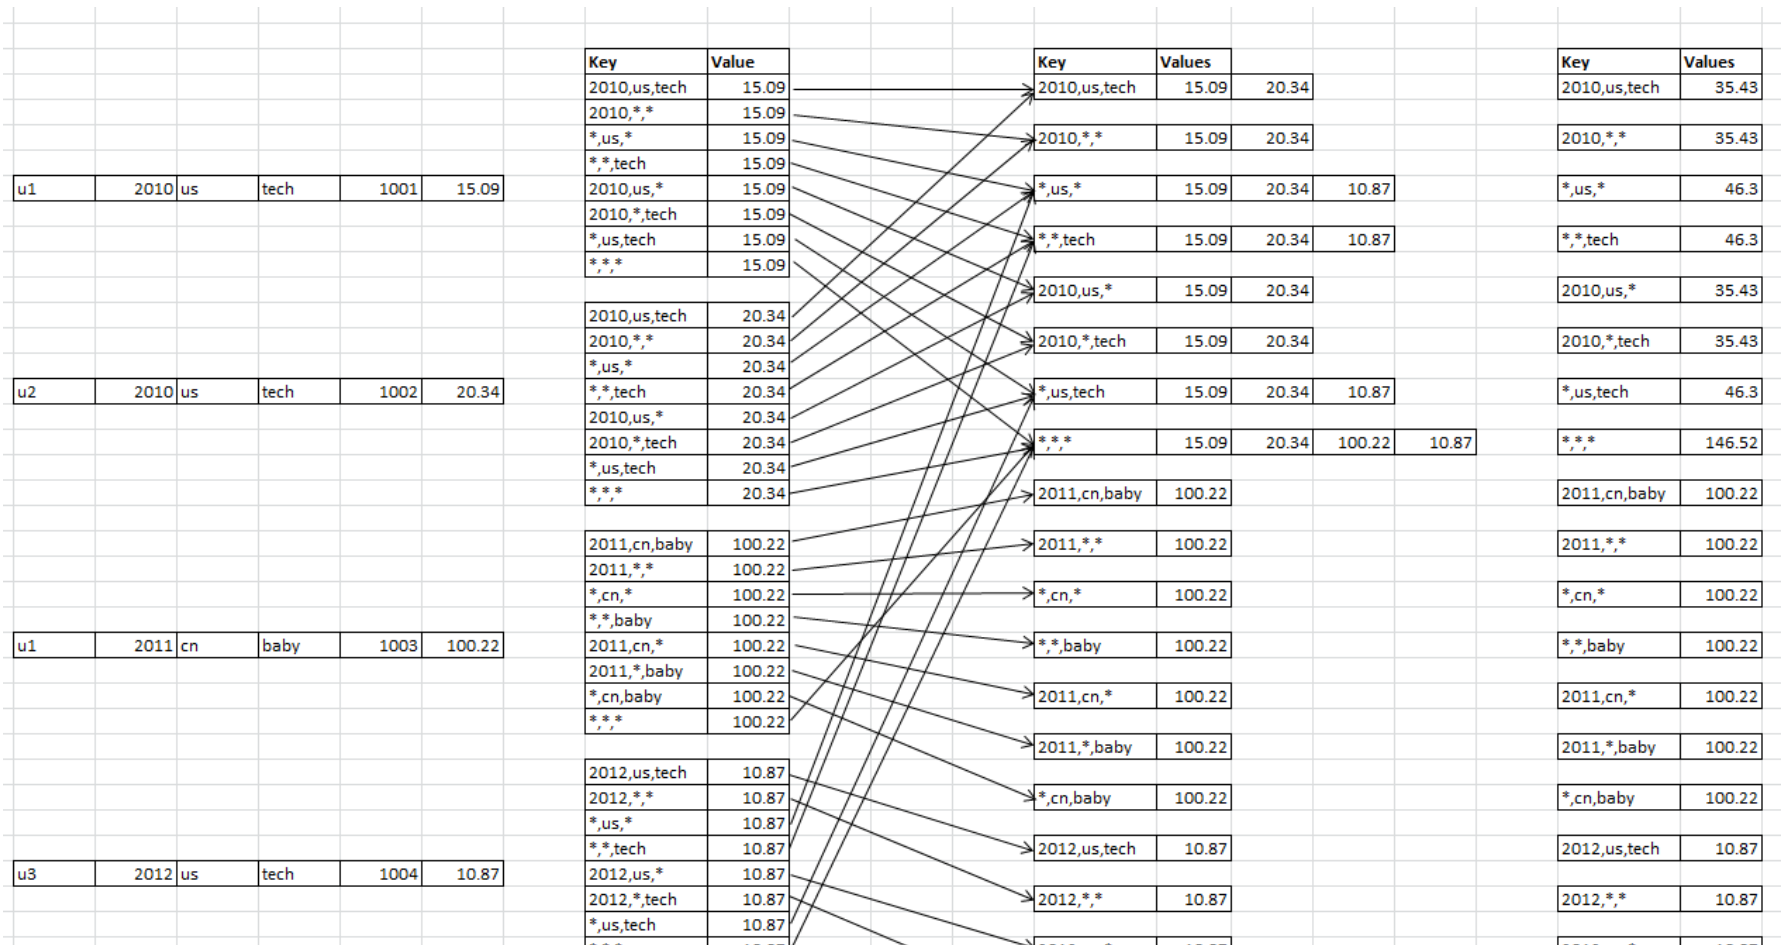 Key Value Key Values Key Values
2010,us,tech 15.09 2010,us,tech 15.09 20.34 2010,us,tech 35.43
2010,*,* 15.09
*,us,* 15.09 2010,*,* 15.09 20.34 2010,*,* 35.43
*,*,tech 15.09
u1 2010 us tech 1001 15.09 2010,us,* 15.09 *,us,* 15.09 20.34 10.87 *,us,* 46.3
2010,*,tech 15.09
*,us,tech 15.09 *,*,tech 15.09 20.34 10.87 *,*,tech 46.3
*,*,* 15.09
2010,us,* 15.09 20.34 2010,us,* 35.43
2010,us,tech 20.34
2010,*,* 20.34 2010,*,tech 15.09 20.34 2010,*,tech 35.43
*,us,* 20.34
u2 2010 us tech 1002 20.34 *,*,tech 20.34 *,us,tech 15.09 20.34 10.87 *,us,tech 46.3
2010,us,* 20.34
2010,*,tech 20.34 *,*,* 15.09 20.34 100.22 10.87 *,*,* 146.52
*,us,tech 20.34
*,*,* 20.34 2011,cn,baby 100.22 2011,cn,baby 100.22
2011,cn,baby 100.22 2011,*,* 100.22 2011,*,* 100.22
2011,*,* 100.22
*,cn,* 100.22 *,cn,* 100.22 *,cn,* 100.22
*,*,baby 100.22
u1 2011 cn baby 1003 100.22 2011,cn,* 100.22 *,*,baby 100.22 *,*,baby 100.22
2011,*,baby 100.22
*,cn,baby 100.22 2011,cn,* 100.22 2011,cn,* 100.22
*,*,* 100.22
2011,*,baby 100.22 2011,*,baby 100.22
2012,us,tech 10.87
2012,*,* 10.87 *,cn,baby 100.22 *,cn,baby 100.22
*,us,* 10.87
*,*,tech 10.87 2012,us,tech 10.87 2012,us,tech 10.87
u3 2012 us tech 1004 10.87 2012,us,* 10.87
2012,*,tech 10.87 2012,*,* 10.87 2012,*,* 10.87
*,us,tech 10.87